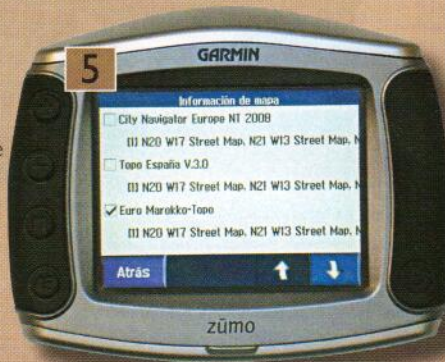 5
GARMIN
Información de mapa
City Navigator Europe NT 2008
[1] N20 W17 Street Map. N21 W13 Street Map. N
Topo España V.3.0
[1] N20 W17 Street Map. N21 W13 Street Map. N
Euro Marokko-Topo
[1] N20 W17 Street Map. N21 W13 Street Map. N
Atrás
zūmo